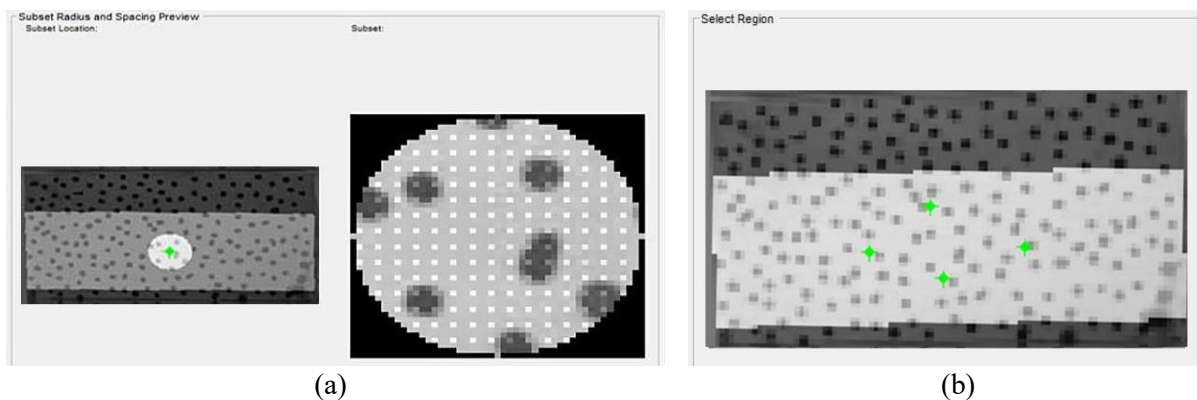 Subset Radius and Spacing Preview
Subset Location:
Subset:
Select Region
(a)
(b)